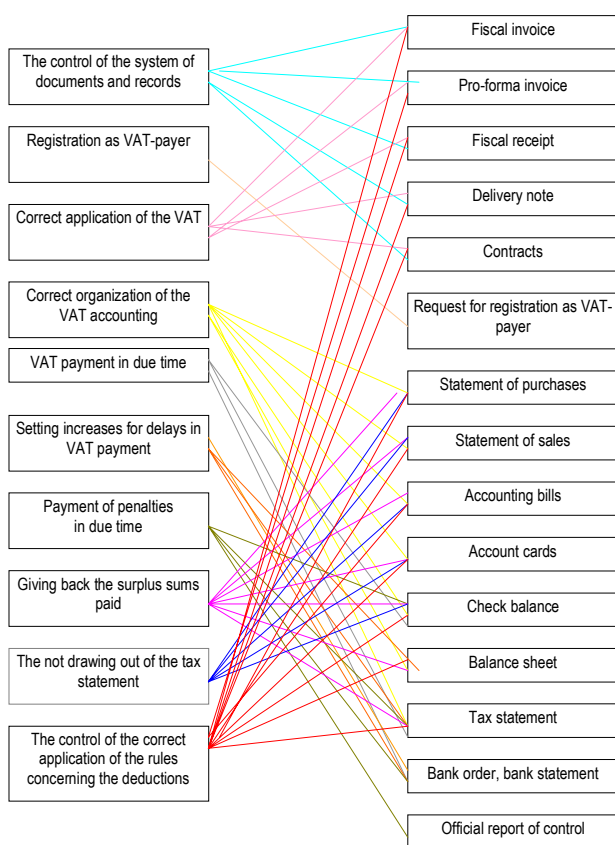 The control of the system of
documents and records
Registration as VAT-payer
Correct application of the VAT
Correct organization of the
VAT accounting
VAT payment in due time
Setting increases for delays in
VAT payment
Payment of penalties
in due time
Giving back the surplus sums
paid
The not drawing out of the tax
statement
The control of the correct
application of the rules
concerning the deductions
Fiscal invoice
Pro-forma invoice
Fiscal receipt
Delivery note
Contracts
Request for registration as VAT-
payer
Statement of purchases
Statement of sales
Accounting bills
Account cards
Check balance
Balance sheet
Tax statement
Bank order, bank statement
Official report of control